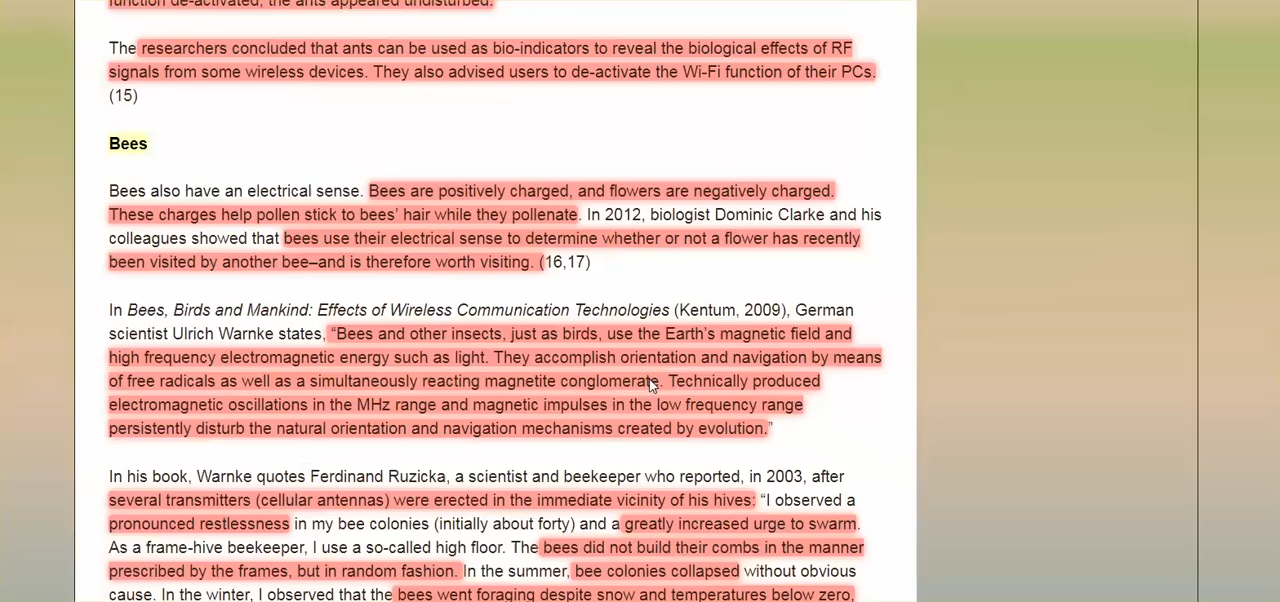 function de-activated, the ants appeared undisturbed.
The researchers concluded that ants can be used as bio-indicators to reveal the biological effects of RF
signals from some wireless devices. They also advised users to de-activate the Wi-Fi function of their PCs.
(15)
Bees
Bees also have an electrical sense. Bees are positively charged, and flowers are negatively charged.
These charges help pollen stick to bees’ hair while they pollenate. In 2012, biologist Dominic Clarke and his
colleagues showed that bees use their electrical sense to determine whether or not a flower has recently
been visited by another bee–and is therefore worth visiting. (16,17)
In Bees, Birds and Mankind: Effects of Wireless Communication Technologies (Kentum, 2009), German
scientist Ulrich Warnke states, “Bees and other insects, just as birds, use the Earth’s magnetic field and
high frequency electromagnetic energy such as light. They accomplish orientation and navigation by means
of free radicals as well as a simultaneously reacting magnetite conglomerate. Technically produced
electromagnetic oscillations in the MHz range and magnetic impulses in the low frequency range
persistently disturb the natural orientation and navigation mechanisms created by evolution.”
In his book, Warnke quotes Ferdinand Ruzicka, a scientist and beekeeper who reported, in 2003, after
several transmitters (cellular antennas) were erected in the immediate vicinity of his hives: “I observed a
pronounced restlessness in my bee colonies (initially about forty) and a greatly increased urge to swarm.
As a frame-hive beekeeper, I use a so-called high floor. The bees did not build their combs in the manner
prescribed by the frames, but in random fashion. In the summer, bee colonies collapsed without obvious
cause. In the winter, I observed that the bees went foraging despite snow and temperatures below zero,